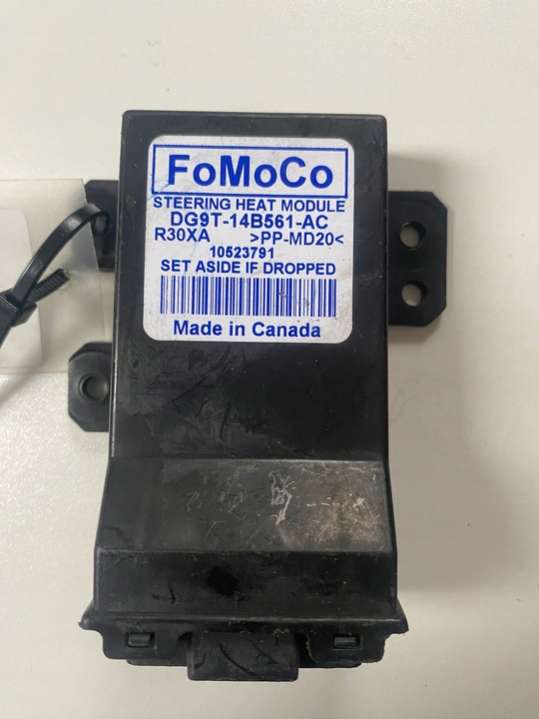 FoMoCo
STEERING HEAT MODULE
DG9T-14B561-AC
R30XA >PP-MD20<
10523791
SET ASIDE IF DROPPED
Made in Canada